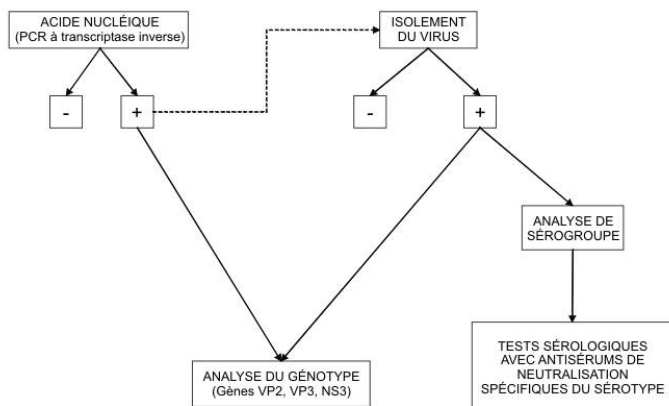 ACIDE NUCLÉIQUE
(PCR à transcriptase inverse)
ISOLEMENT
DU VIRUS
-
+
-
+
ANALYSE DE
SÉROGROUPE
ANALYSE DU GÉNOTYPE
(Gènes VP2, VP3, NS3)
TESTS SÉROLOGIQUES
AVEC ANTISÉRUMS DE
NEUTRALISATION
SPÉCIFIQUES DU SÉROTYPE